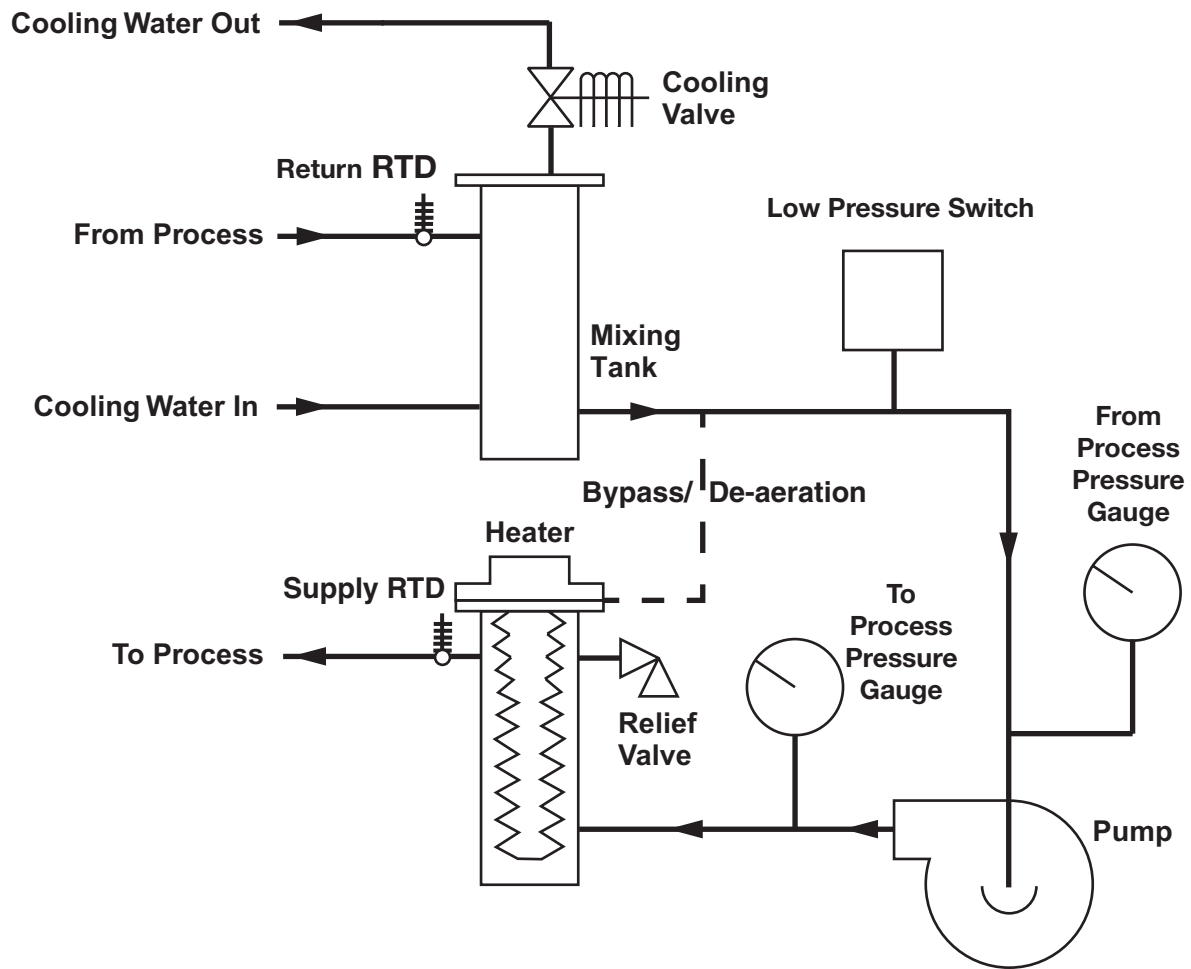 Cooling Water Out
Cooling
Valve
Return RTD
Low Pressure Switch
From Process
Mixing
Tank
Cooling Water In
From
Process
Pressure
Gauge
Bypass/ De-aeration
Heater
Supply RTD
To
Process
Pressure
Gauge
To Process
Relief
Valve
Pump